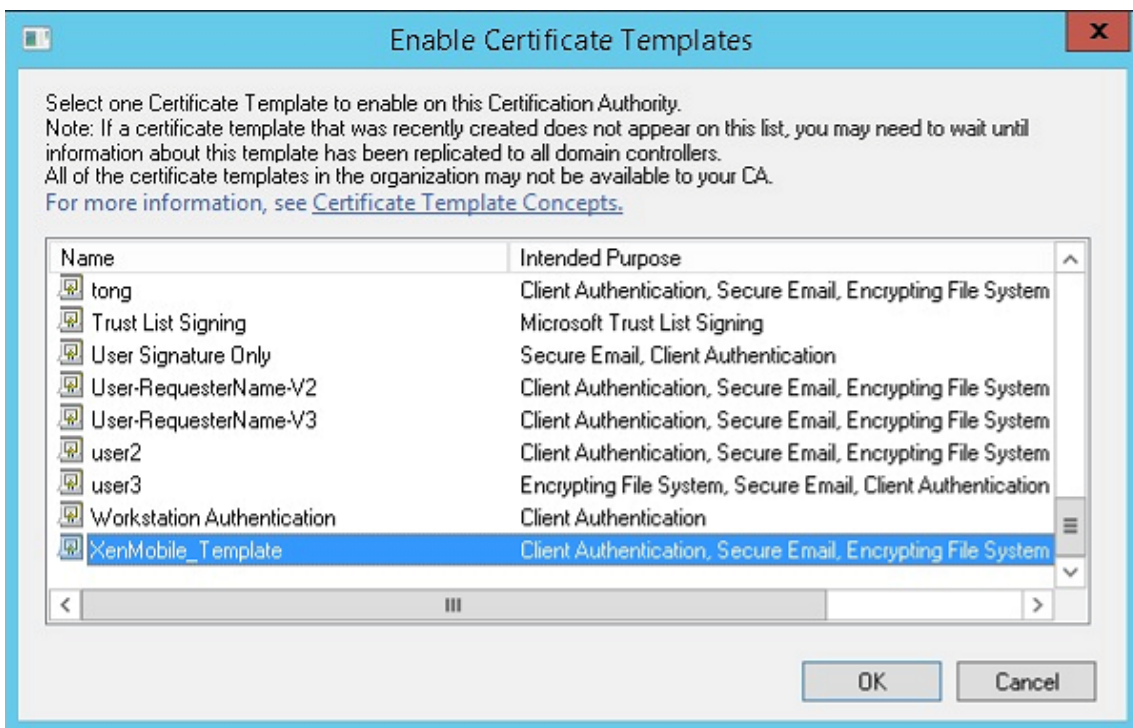 Enable Certificate Templates
x
Select one Certificate Template to enable on this Certification Authority.
Note: If a certificate template that was recently created does not appear on this list, you may need to wait until
information about this template has been replicated to all domain controllers.
All of the certificate templates in the organization may not be available to your CA.
For more information, see Certificate Template Concepts.
Name Intended Purpose
tong Client Authentication, Secure Email, Encrypting File System
Trust List Signing Microsoft Trust List Signing
User Signature Only Secure Email, Client Authentication
User-RequesterName-V2 Client Authentication, Secure Email, Encrypting File System
User-RequesterName-V3 Client Authentication, Secure Email, Encrypting File System
user2 Client Authentication, Secure Email, Encrypting File System
user3 Encrypting File System, Secure Email, Client Authentication
Workstation Authentication Client Authentication
XenMobile_Template Client Authentication, Secure Email, Encrypting File System
OK Cancel